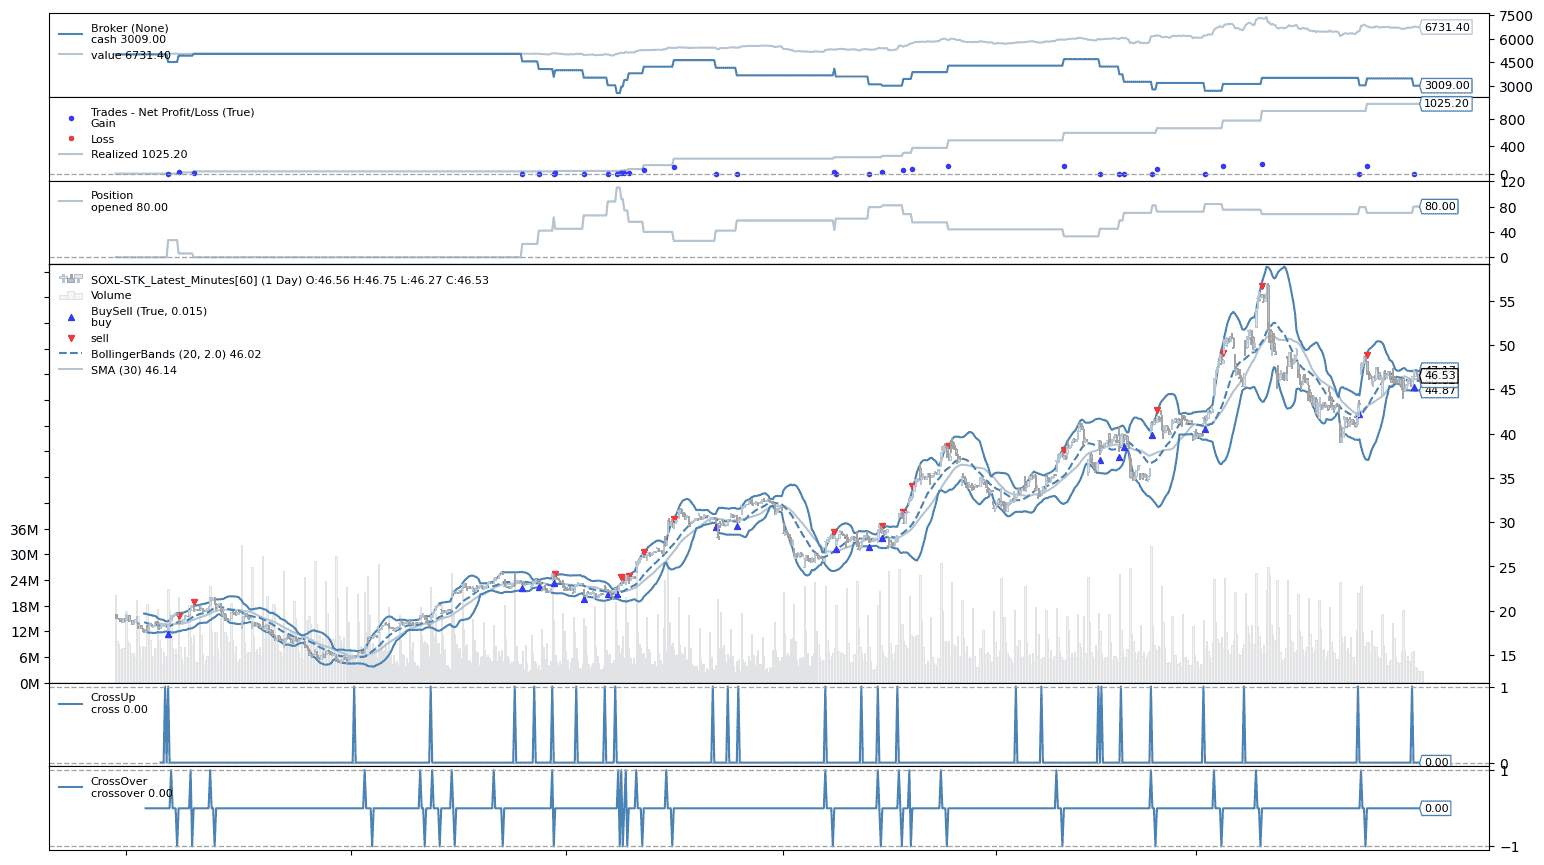 Broker (None)
cash 3009.00
value 6731.40
7500
6731.40
6000
4500
3000
3009.00
Trades - Net Profit/Loss (True)
Gain
Loss
Realized 1025.20
1025.20
800
400
0
Position
opened 80.00
120
80.00
80
40
0
SOXL-STK_Latest_Minutes[60] (1 Day) O:46.56 H:46.75 L:46.27 C:46.53
Volume
BuySell (True, 0.015)
buy
sell
BollingerBands (20, 2.0) 46.02
SMA (30) 46.14
55
50
46.53
44.87
45
40
35
30
25
20
15
36M
30M
24M
18M
12M
6M
0M
CrossUp
cross 0.00
1
0.00
0
CrossOver
crossover 0.00
1
0.00
−1